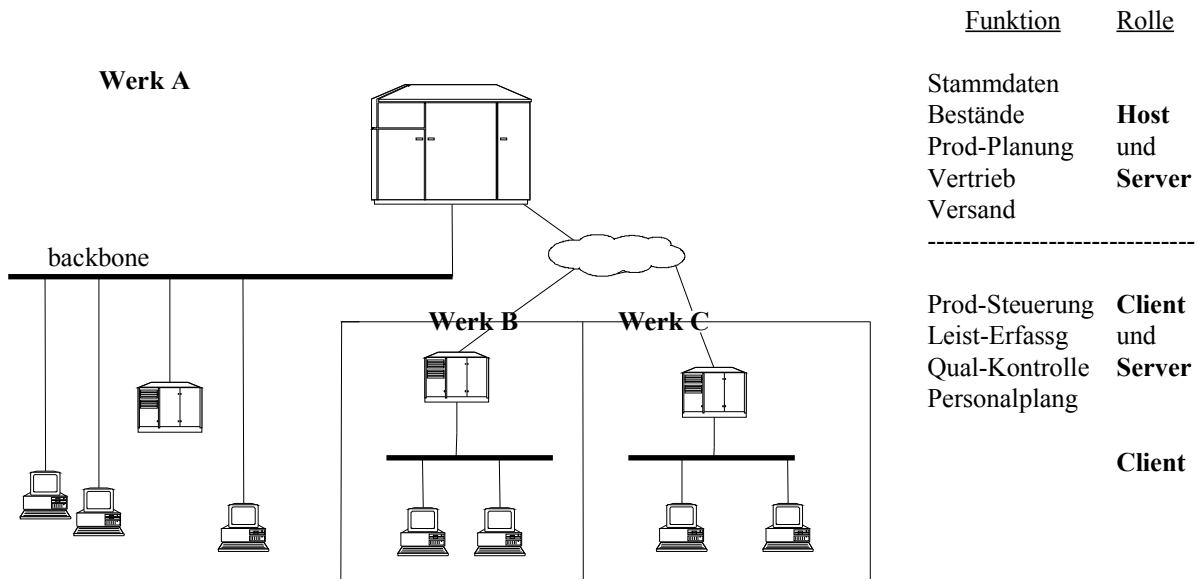 Funktion Rolle
Werk A
Stammdaten
Bestände Host
Prod-Planung und
Vertrieb Server
Versand
-------------------------------
backbone
Prod-Steuerung Client
Werk B Werk C
Leist-Erfassg und
Qual-Kontrolle Server
Personalplang
Client